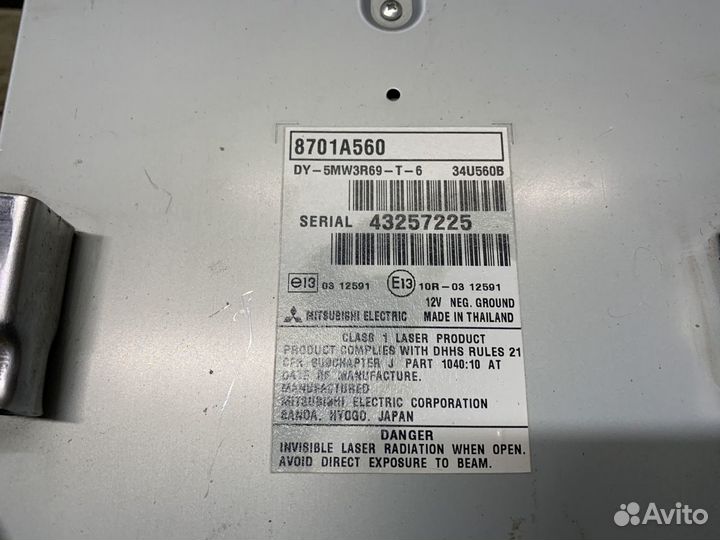 8701A560
DY-5MW3R69-T-6 34U560B
SERIAL 43257225
e13 03 12591 E13 10R-03 12591
12V NEG. GROUND
MITSUBISHI ELECTRIC MADE IN THAILAND
CLASS 1 LASER PRODUCT
PRODUCT COMPLIES WITH DHHS RULES 21
CFR SUBCHAPTER J PART 1040:10 AT
DATE OF MANUFACTURE.
MANUFACTURED
MITSUBISHI ELECTRIC CORPORATION
SANDA, HYOGO, JAPAN
DANGER
INVISIBLE LASER RADIATION WHEN OPEN.
AVOID DIRECT EXPOSURE TO BEAM.
Avito